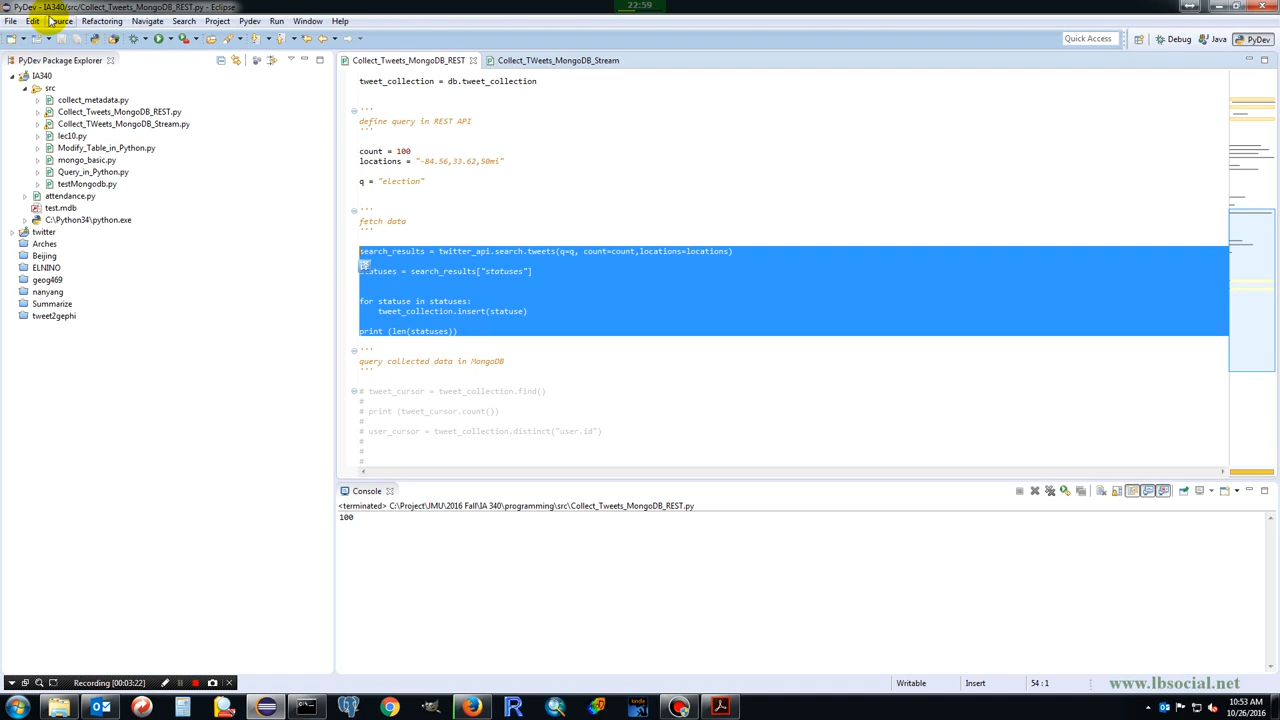 PyDev - IA340/src/Collect_Tweets_MongoDB_REST.py - Eclipse
22:59
File Edit Source Refactoring Navigate Search Project Pydev Run Window Help
Quick Access
Debug
Java
PyDev
PyDev Package Explorer
IA340
src
collect_metadata.py
Collect_Tweets_MongoDB_REST.py
Collect_TWeets_MongoDB_Stream.py
lec10.py
Modify_Table_in_Python.py
mongo_basic.py
Query_in_Python.py
testMongodb.py
attendance.py
test.mdb
C:\Python34\python.exe
twitter
Arches
Beijing
ELNINO
geog469
nanyang
Summarize
tweet2gephi
Collect_Tweets_MongoDB_REST
Collect_Tweets_MongoDB_Stream
tweet_collection = db.tweet_collection
'''
define query in REST API
'''
count = 100
locations = "-84.56,33.62,50mi"
q = "election"
'''
fetch data
'''
search_results = twitter_api.search.tweets(q=q, count=count,locations=locations)
statuses = search_results["statuses"]
for statuse in statuses:
tweet_collection.insert(statuse)
print (len(statuses))
'''
query collected data in MongoDB
'''
# tweet_cursor = tweet_collection.find()
#
# print (tweet_cursor.count())
#
# user_cursor = tweet_collection.distinct("user.id")
#
#
#
Console
<terminated> C:\Project\JMU\2016 Fall\IA 340\programming\src\Collect_Tweets_MongoDB_REST.py
100
Recording [00:03:22]
Writable
Insert
54 : 1
www.lbsocial.net
10:53 AM
10/26/2016